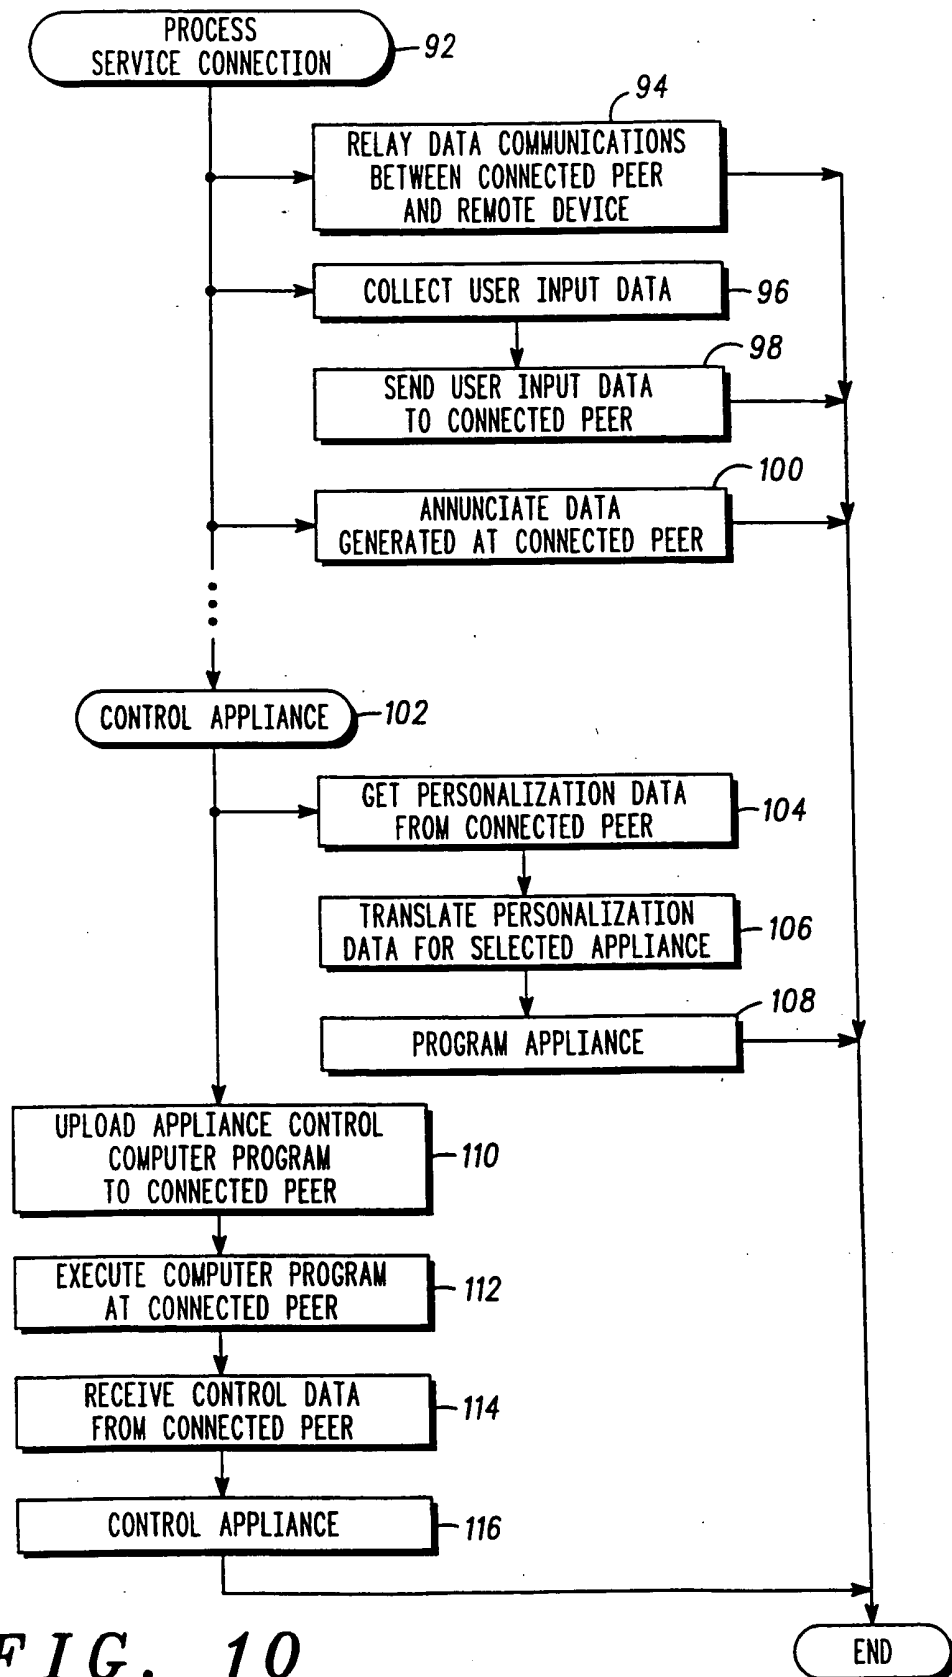 PROCESS
SERVICE CONNECTION
92
94
RELAY DATA COMMUNICATIONS
BETWEEN CONNECTED PEER
AND REMOTE DEVICE
COLLECT USER INPUT DATA
96
98
SEND USER INPUT DATA
TO CONNECTED PEER
100
ANNUNCIATE DATA
GENERATED AT CONNECTED PEER
CONTROL APPLIANCE
102
GET PERSONALIZATION DATA
FROM CONNECTED PEER
104
TRANSLATE PERSONALIZATION
DATA FOR SELECTED APPLIANCE
106
108
PROGRAM APPLIANCE
UPLOAD APPLIANCE CONTROL
COMPUTER PROGRAM
TO CONNECTED PEER
110
EXECUTE COMPUTER PROGRAM
AT CONNECTED PEER
112
RECEIVE CONTROL DATA
FROM CONNECTED PEER
114
CONTROL APPLIANCE
116
END
FIG. 10